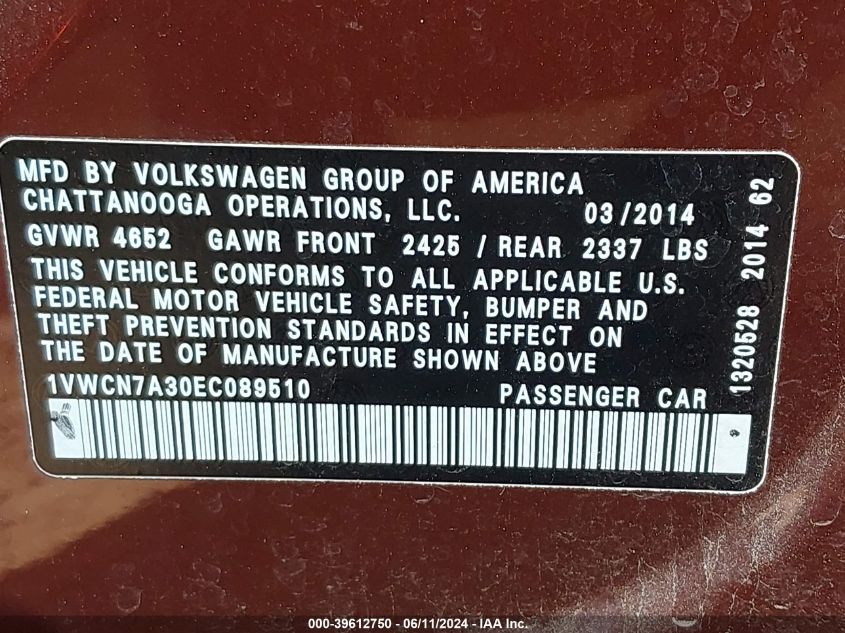 MFD BY VOLKSWAGEN GROUP OF AMERICA
CHATTANOOGA OPERATIONS, LLC. 03/2014
GVWR 4652 GAWR FRONT 2425 / REAR 2337 LBS
THIS VEHICLE CONFORMS TO ALL APPLICABLE U.S.
FEDERAL MOTOR VEHICLE SAFETY, BUMPER AND
THEFT PREVENTION STANDARDS IN EFFECT ON
THE DATE OF MANUFACTURE SHOWN ABOVE
1VWCN7A30EC089510 PASSENGER CAR
1320528 2014 62
000-39612750 - 06/11/2024 - IAA Inc.